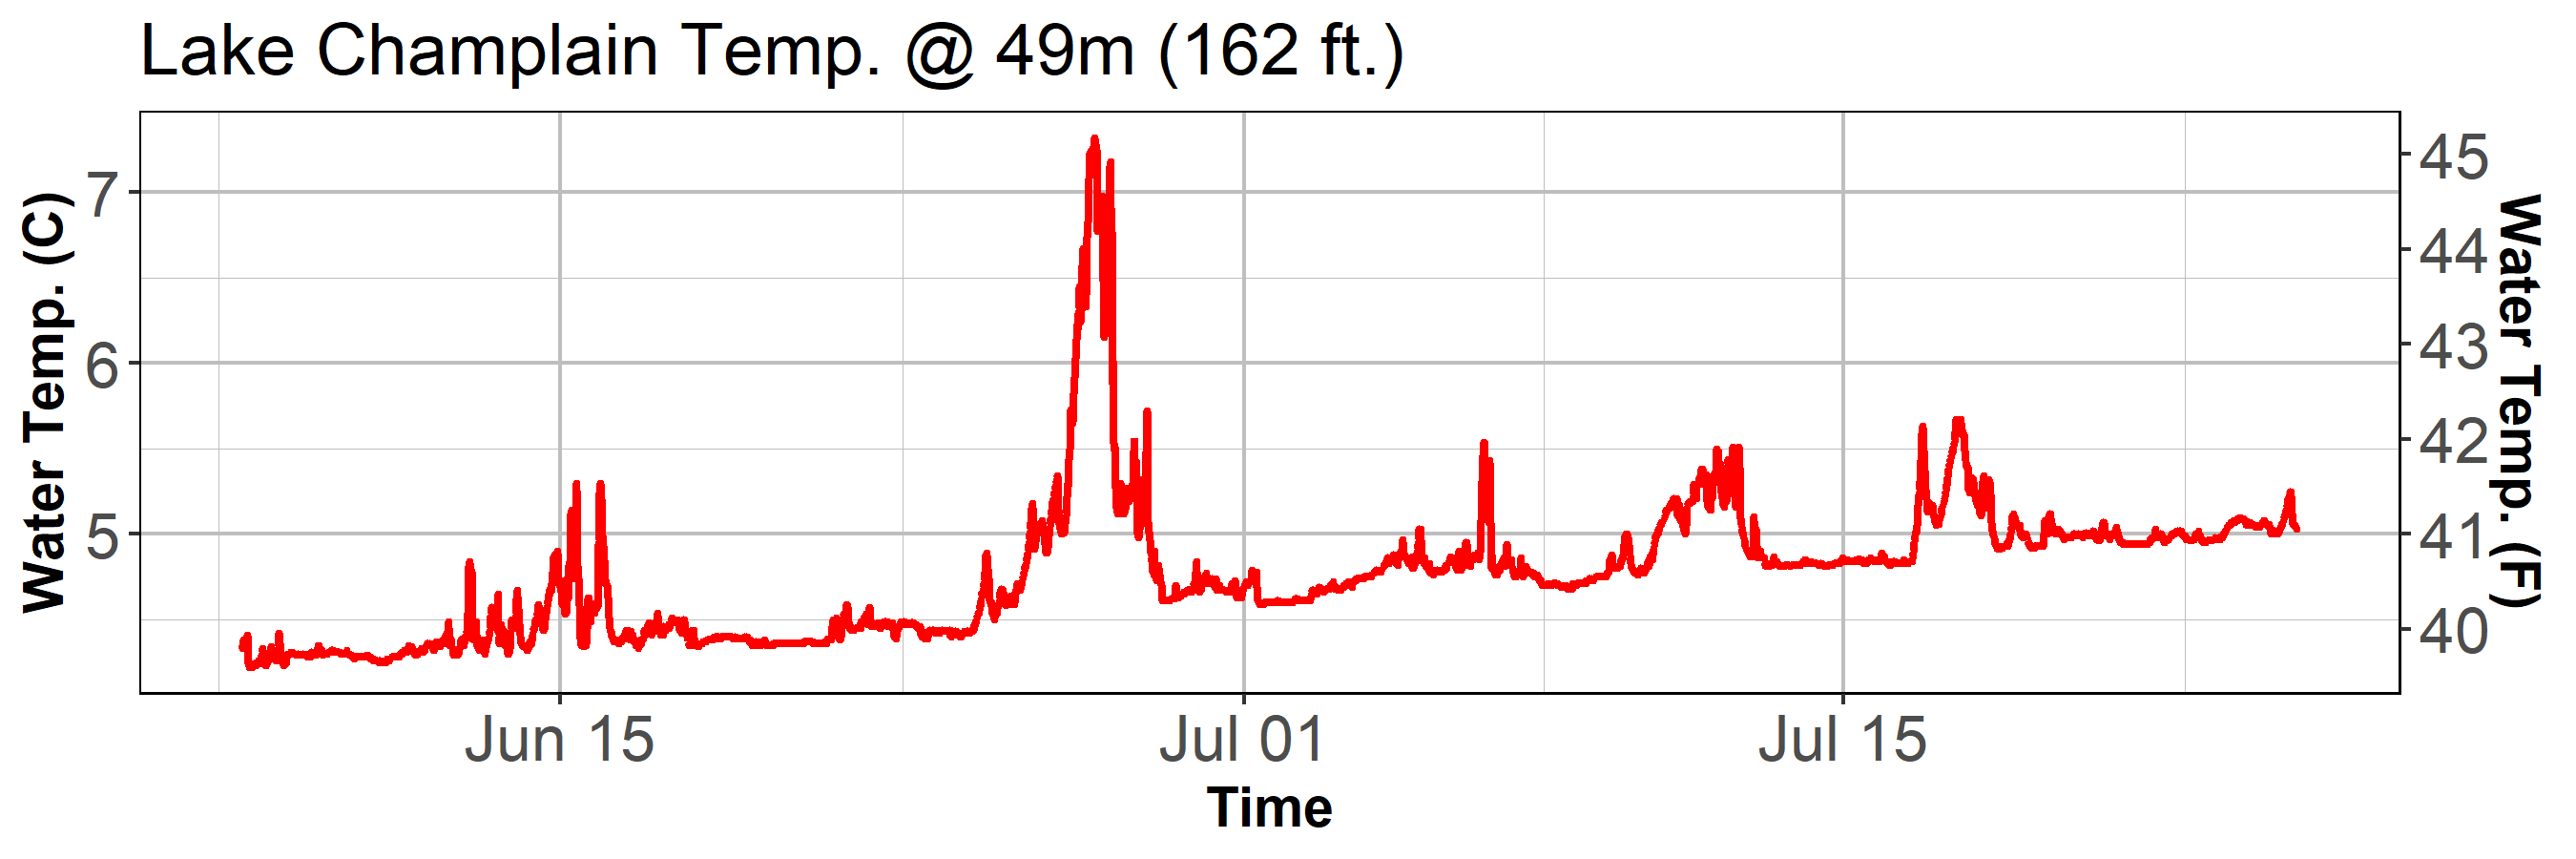 Lake Champlain Temp. @ 49m (162 ft.)
Water Temp. (C)
7
6
5
45
44
43
42
41
40
Water Temp. (F)
Jun 15
Jul 01
Jul 15
Time